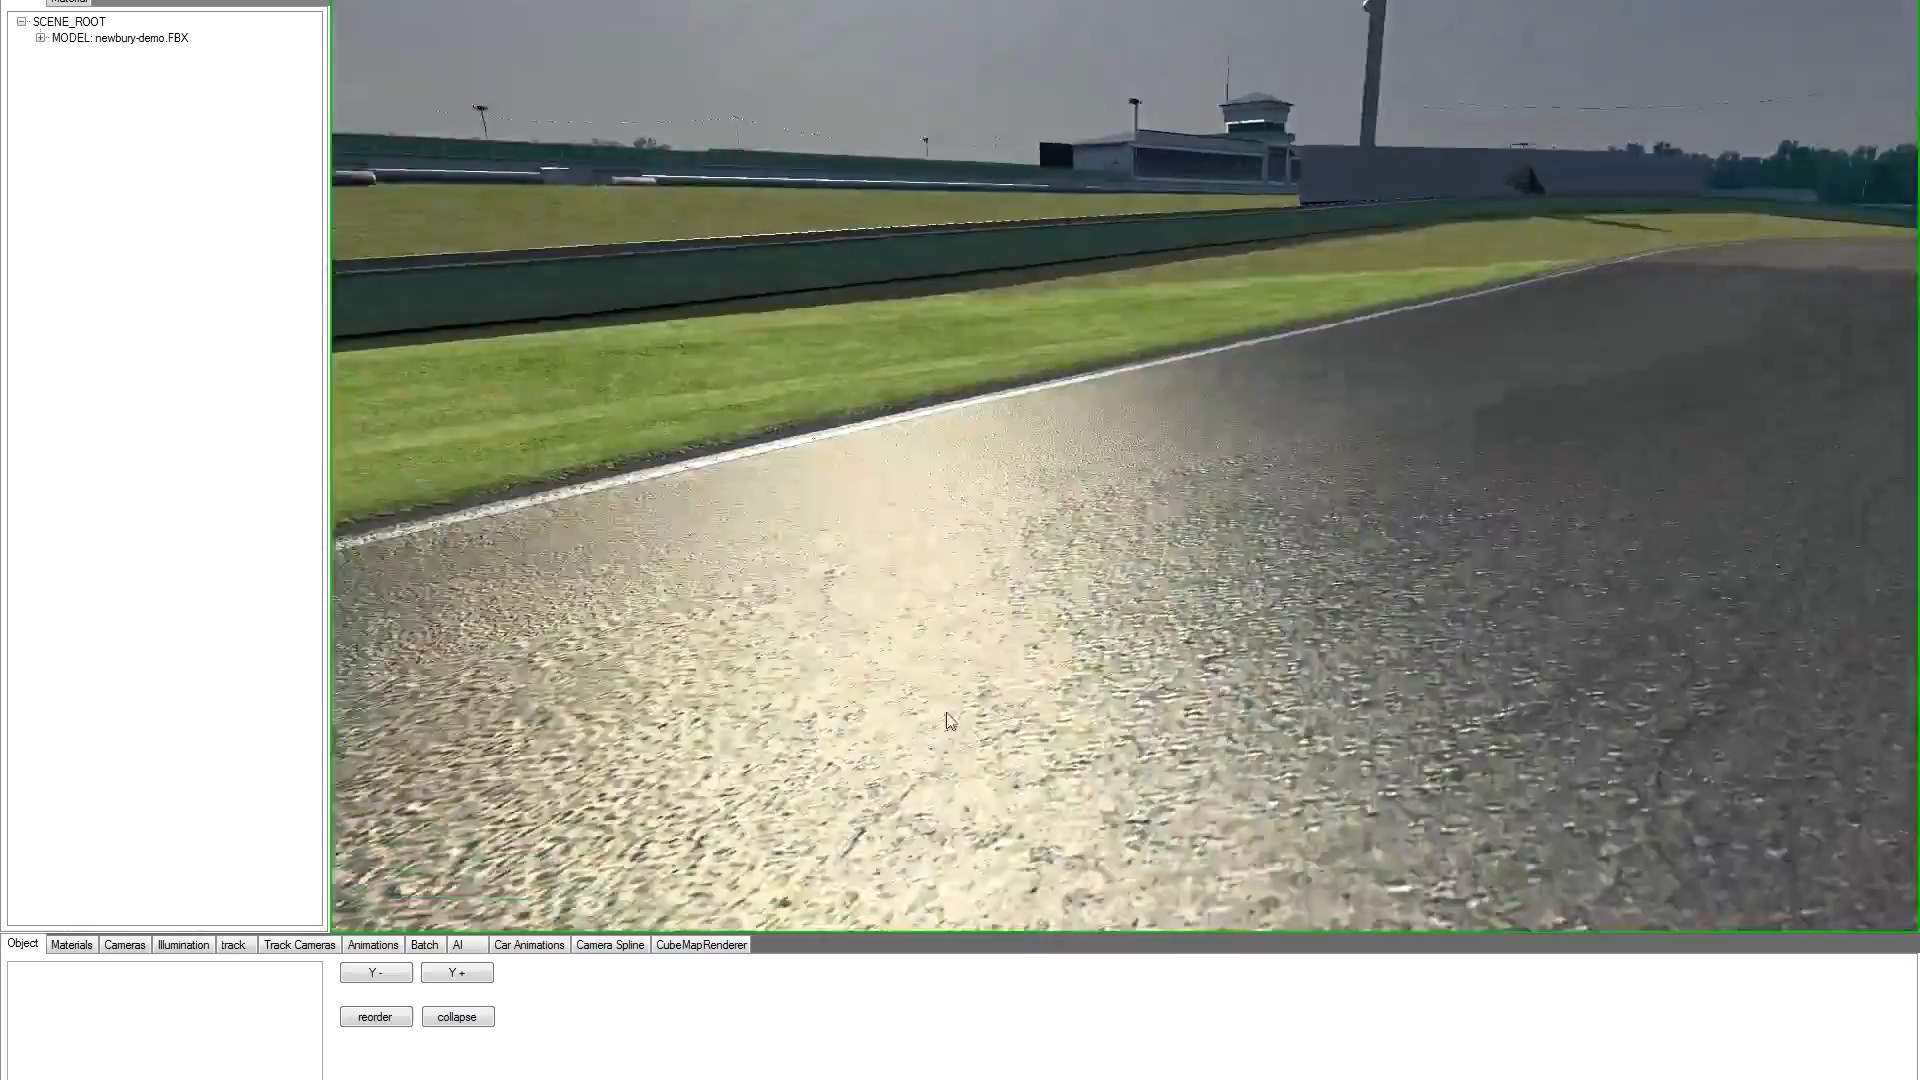 Material
SCENE_ROOT
MODEL: newbury-demo.FBX
Object Materials Cameras Illumination track Track Cameras Animations Batch AI Car Animations Camera Spline CubeMapRenderer
Y - Y +
reorder collapse